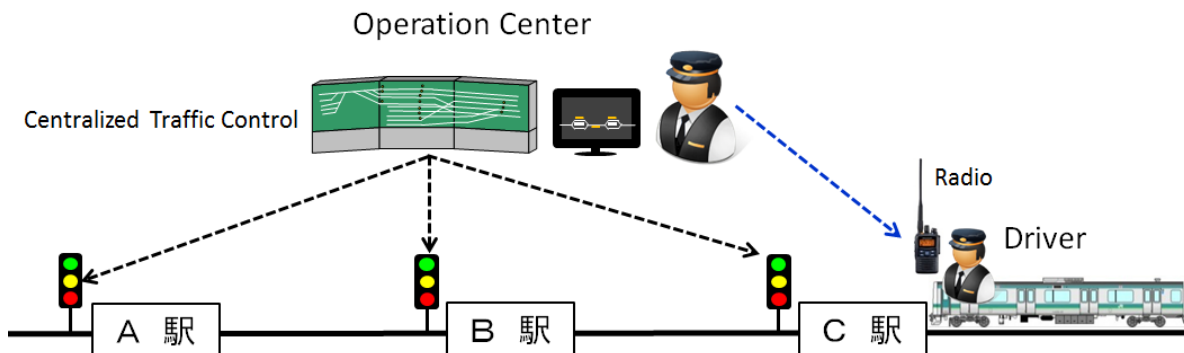 Operation Center
Centralized Traffic Control
Radio
Driver
A 駅
B 駅
C 駅